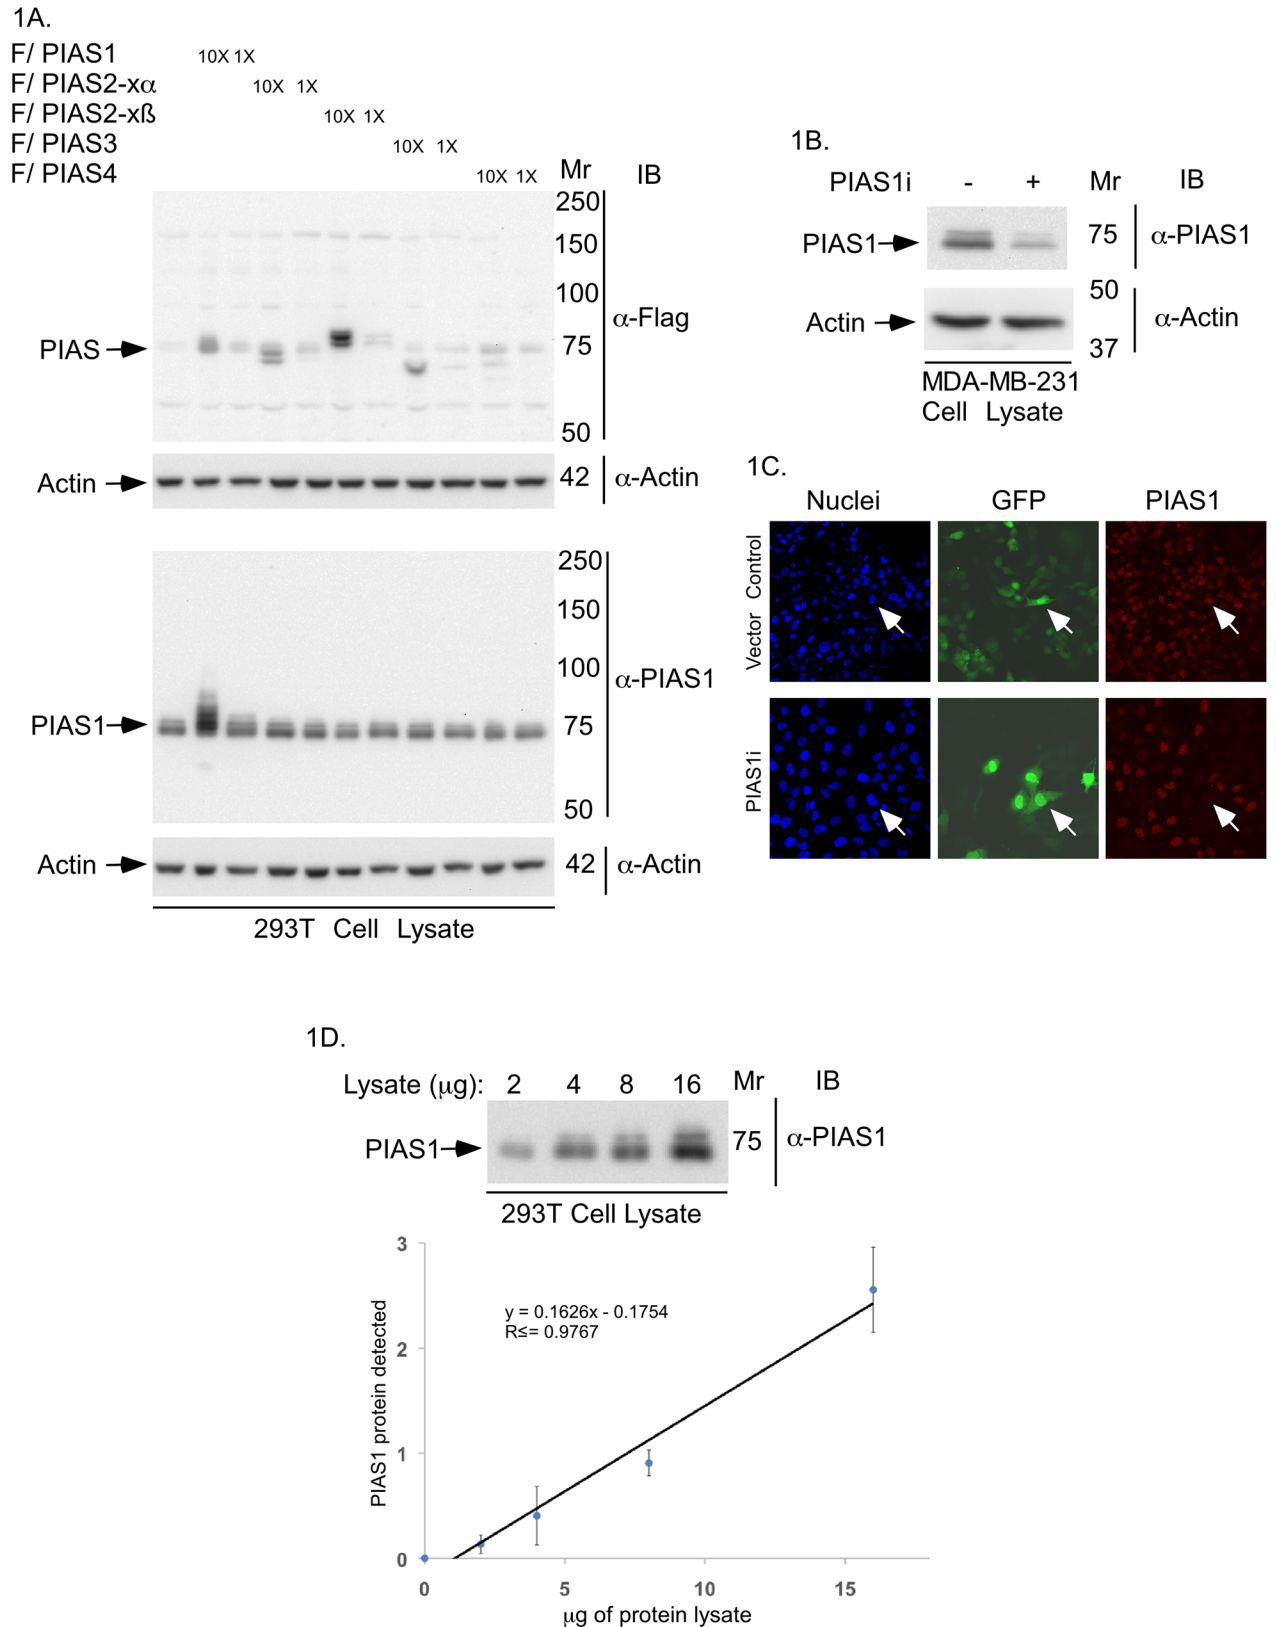 1A.
F/ PIAS1 10X 1X
F/ PIAS2-xα 10X 1X
F/ PIAS2-xß 10X 1X
F/ PIAS3 10X 1X
F/ PIAS4 10X 1X
Mr IB
250
150
100
PIAS 75 α-Flag
50
Actin 42 α-Actin
250
150
100
α-PIAS1
PIAS1 75
50
Actin 42 α-Actin
293T Cell Lysate
1B.
PIAS1i - + Mr IB
PIAS1 75 α-PIAS1
50
Actin α-Actin
37
MDA-MB-231
Cell Lysate
1C.
Nuclei GFP PIAS1
Vector Control
PIAS1i
1D.
Lysate (µg): 2 4 8 16 Mr IB
PIAS1 75 α-PIAS1
293T Cell Lysate
3
y = 0.1626x - 0.1754
R≤= 0.9767
2
PIAS1 protein detected
1
0
0 5 10 15
µg of protein lysate